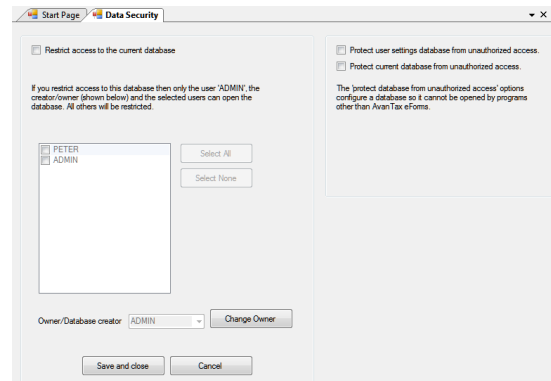 Start Page
Data Security
Restrict access to the current database
If you restrict access to this database then only the user 'ADMIN', the
creator/owner (shown below) and the selected users can open the
database. All others will be restricted.
PETER
ADMIN
Select All
Select None
Owner/Database creator
ADMIN
Change Owner
Save and close
Cancel
Protect user settings database from unauthorized access.
Protect current database from unauthorized access.
The 'protect database from unauthorized access' options
configure a database so it cannot be opened by programs
other than AvanTax eForms.